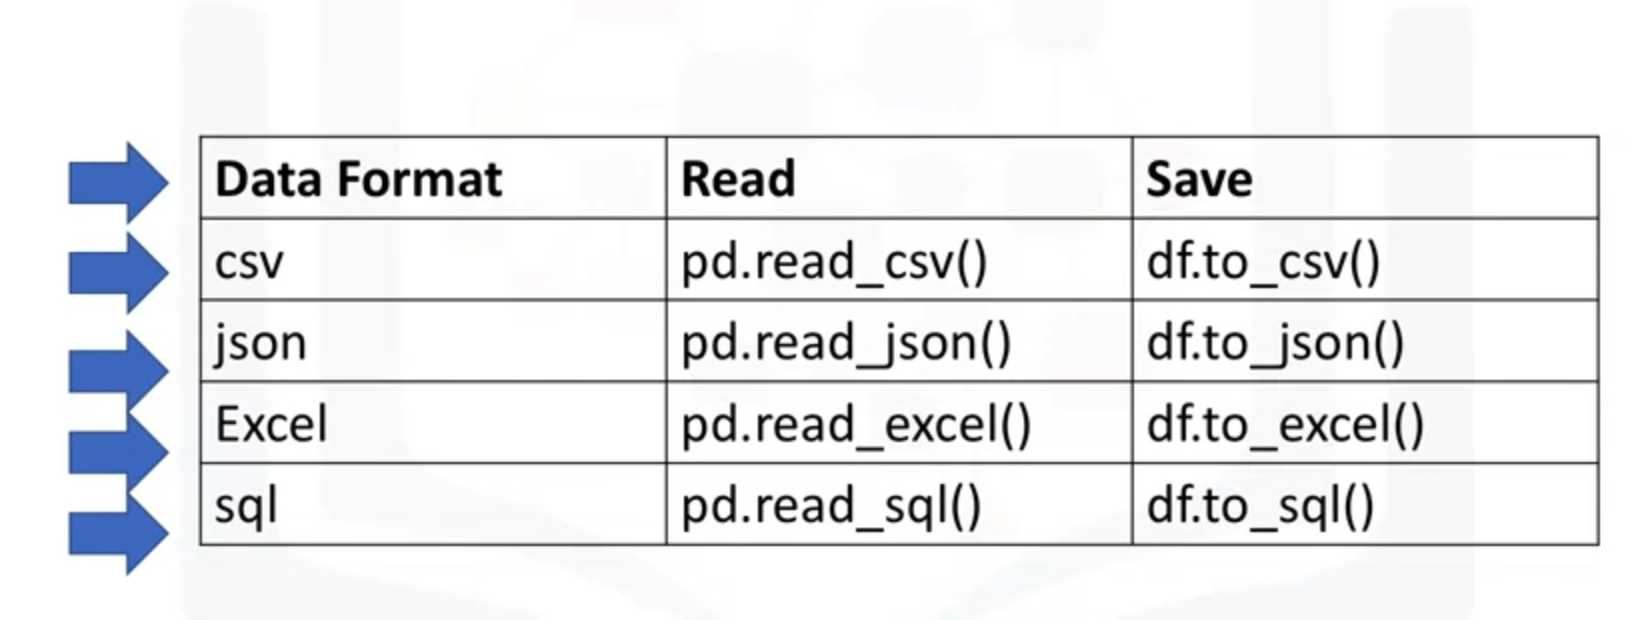 Data Format Read Save
csv pd.read_csv() df.to_csv()
json pd.read_json() df.to_json()
Excel pd.read_excel() df.to_excel()
sql pd.read_sql() df.to_sql()